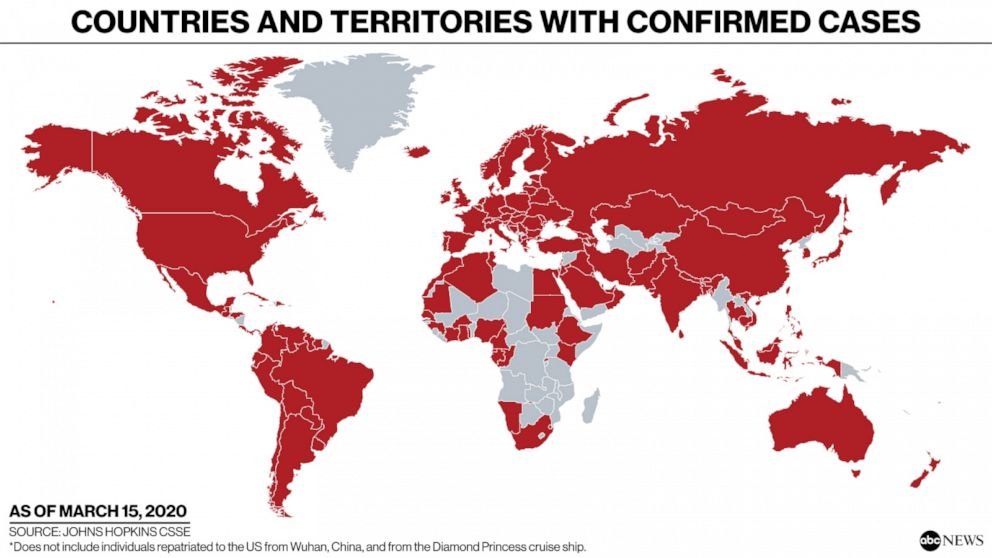 COUNTRIES AND TERRITORIES WITH CONFIRMED CASES
AS OF MARCH 15, 2020
SOURCE: JOHNS HOPKINS CSSE
*Does not include individuals repatriated to the US from Wuhan, China, and from the Diamond Princess cruise ship.
abc NEWS